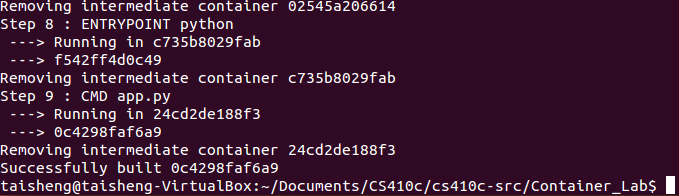 Removing intermediate container 02545a206614
Step 8 : ENTRYPOINT python
 ---> Running in c735b8029fab
 ---> f542ff4d0c49
Removing intermediate container c735b8029fab
Step 9 : CMD app.py
 ---> Running in 24cd2de188f3
 ---> 0c4298faf6a9
Removing intermediate container 24cd2de188f3
Successfully built 0c4298faf6a9
taisheng@taisheng-VirtualBox:~/Documents/CS410c/cs410c-src/Container_Lab$